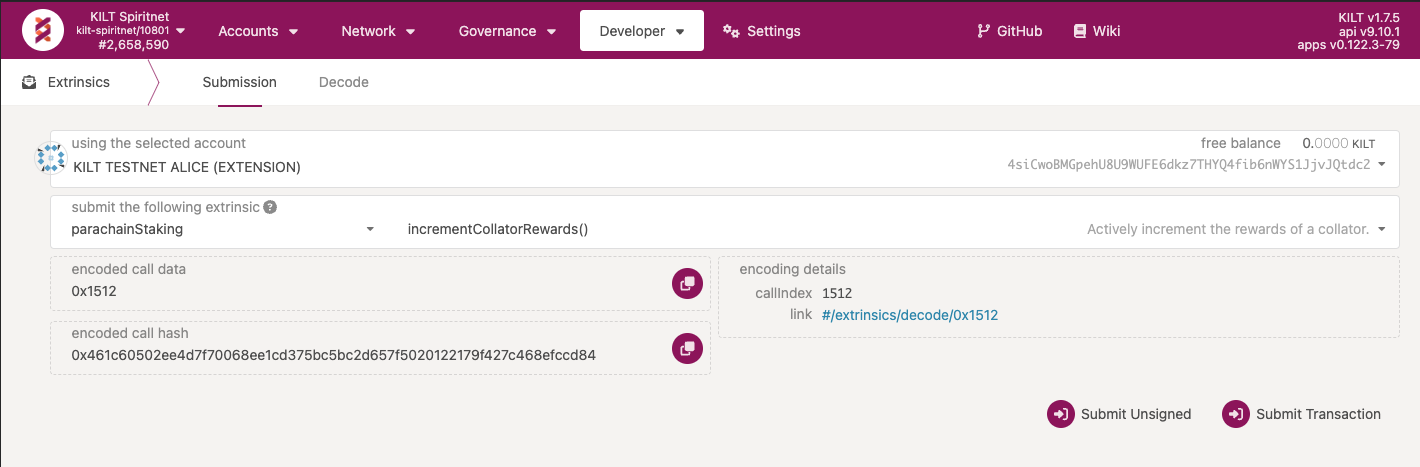 KILT Spiritnet
kilt-spiritnet/10801
#2,658,590
Accounts
Network
Governance
Developer
Settings
GitHub
Wiki
KILT v1.7.5
api v9.10.1
apps v0.122.3-79
Extrinsics
Submission
Decode
using the selected account
KILT TESTNET ALICE (EXTENSION)
free balance 0.0000 KILT
4siCwoBMGpehU8U9WUFE6dkz7THYQ4fib6nWYS1JjvJQtdc2
submit the following extrinsic ?
parachainStaking
incrementCollatorRewards()
Actively increment the rewards of a collator.
encoded call data
0x1512
encoding details
callIndex 1512
link #/extrinsics/decode/0x1512
encoded call hash
0x461c60502ee4d7f70068ee1cd375bc5bc2d657f5020122179f427c468efccd84
Submit Unsigned
Submit Transaction